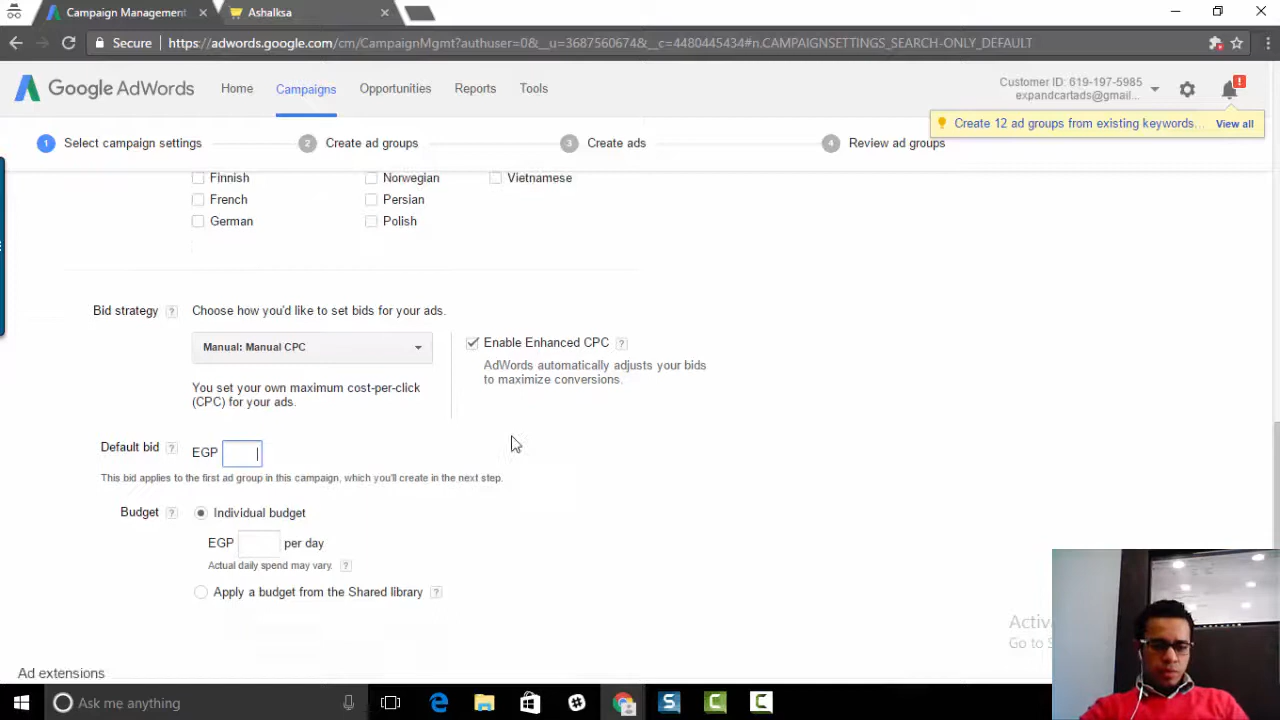 Campaign Management
Ashalksa
Secure
https://adwords.google.com/cm/CampaignMgmt?authuser=0&__u=3687560674&__c=4480445434#n.CAMPAIGNSETTINGS_SEARCH-ONLY_DEFAULT
Google AdWords
Home
Campaigns
Opportunities
Reports
Tools
Customer ID: 619-197-5985
expandcartads@gmail...
Create 12 ad groups from existing keywords...
View all
1 Select campaign settings
2 Create ad groups
3 Create ads
4 Review ad groups
Finnish Norwegian Vietnamese
French Persian
German Polish
Bid strategy ? Choose how you'd like to set bids for your ads.
Manual: Manual CPC
Enable Enhanced CPC ?
AdWords automatically adjusts your bids
to maximize conversions.
You set your own maximum cost-per-click
(CPC) for your ads.
Default bid ? EGP
This bid applies to the first ad group in this campaign, which you'll create in the next step.
Budget ? Individual budget
EGP per day
Actual daily spend may vary. ?
Apply a budget from the Shared library ?
Ad extensions
Go to
Ask me anything